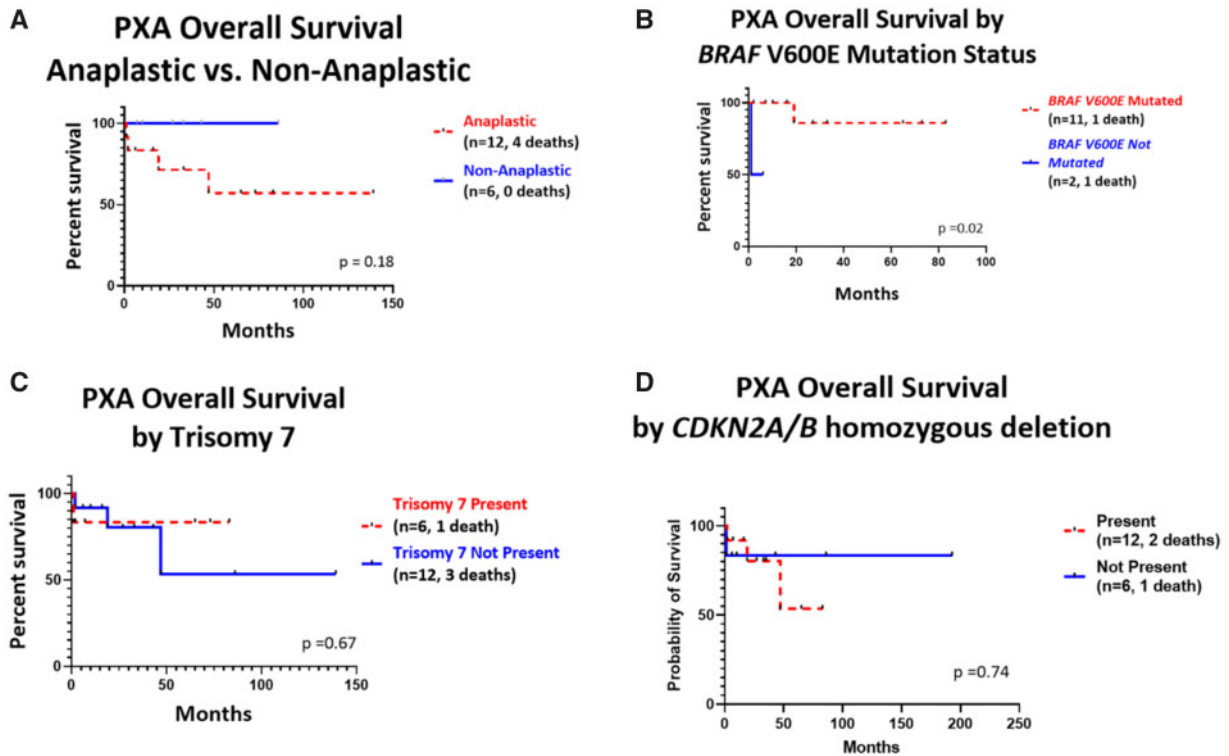 A
PXA Overall Survival
Anaplastic vs. Non-Anaplastic
Percent survival
100
50
0
0
50
100
150
Months
p = 0.18
Anaplastic
(n=12, 4 deaths)
Non-Anaplastic
(n=6, 0 deaths)
B
PXA Overall Survival by
BRAF V600E Mutation Status
Percent survival
100
50
0
0
20
40
60
80
100
Months
p =0.02
BRAF V600E Mutated
(n=11, 1 death)
BRAF V600E Not
Mutated
(n=2, 1 death)
C
PXA Overall Survival
by Trisomy 7
Percent survival
100
50
0
0
50
100
150
Months
p =0.67
Trisomy 7 Present
(n=6, 1 death)
Trisomy 7 Not Present
(n=12, 3 deaths)
D
PXA Overall Survival
by CDKN2A/B homozygous deletion
Probability of Survival
100
50
0
0
50
100
150
200
250
Months
p =0.74
Present
(n=12, 2 deaths)
Not Present
(n=6, 1 death)